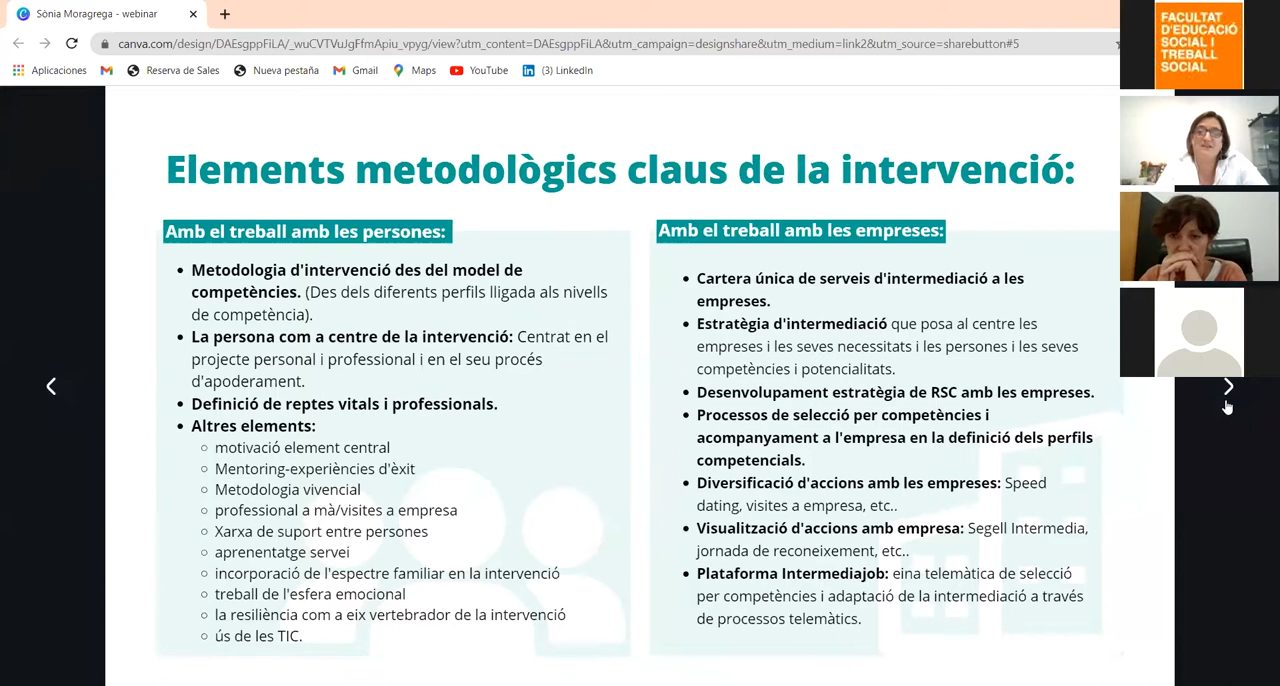 Sònia Moragrega - webinar
canva.com/design/DAEsgppFiLA/_wuCVTVuJgFfmApiu_vpyg/view?utm_content=DAEsgppFiLA&utm_campaign=designshare&utm_medium=link2&utm_source=sharebutton#5
Aplicaciones
Reserva de Sales
Nueva pestaña
Gmail
Maps
YouTube
(3) LinkedIn
FACULTAT
D'EDUCACIÓ
SOCIAL I
TREBALL
SOCIAL
Elements metodològics claus de la intervenció:
Amb el treball amb les persones:
• Metodologia d'intervenció des del model de
competències. (Des dels diferents perfils lligada als nivells
de competència).
• La persona com a centre de la intervenció: Centrat en el
projecte personal i professional i en el seu procés
d'apoderament.
• Definició de reptes vitals i professionals.
• Altres elements:
○ motivació element central
○ Mentoring-experiències d'èxit
○ Metodologia vivencial
○ professional a mà/visites a empresa
○ Xarxa de suport entre persones
○ aprenentatge servei
○ incorporació de l'espectre familiar en la intervenció
○ treball de l'esfera emocional
○ la resiliència com a eix vertebrador de la intervenció
○ ús de les TIC.
Amb el treball amb les empreses:
• Cartera única de serveis d'intermediació a les
empreses.
• Estratègia d'intermediació que posa al centre les
empreses i les seves necessitats i les persones i les seves
competències i potencialitats.
• Desenvolupament estratègia de RSC amb les empreses.
• Processos de selecció per competències i
acompanyament a l'empresa en la definició dels perfils
competencials.
• Diversificació d'accions amb les empreses: Speed
dating, visites a empresa, etc..
• Visualització d'accions amb empresa: Segell Intermedia,
jornada de reconeixement, etc..
• Plataforma Intermediajob: eina telemàtica de selecció
per competències i adaptació de la intermediació a través
de processos telemàtics.